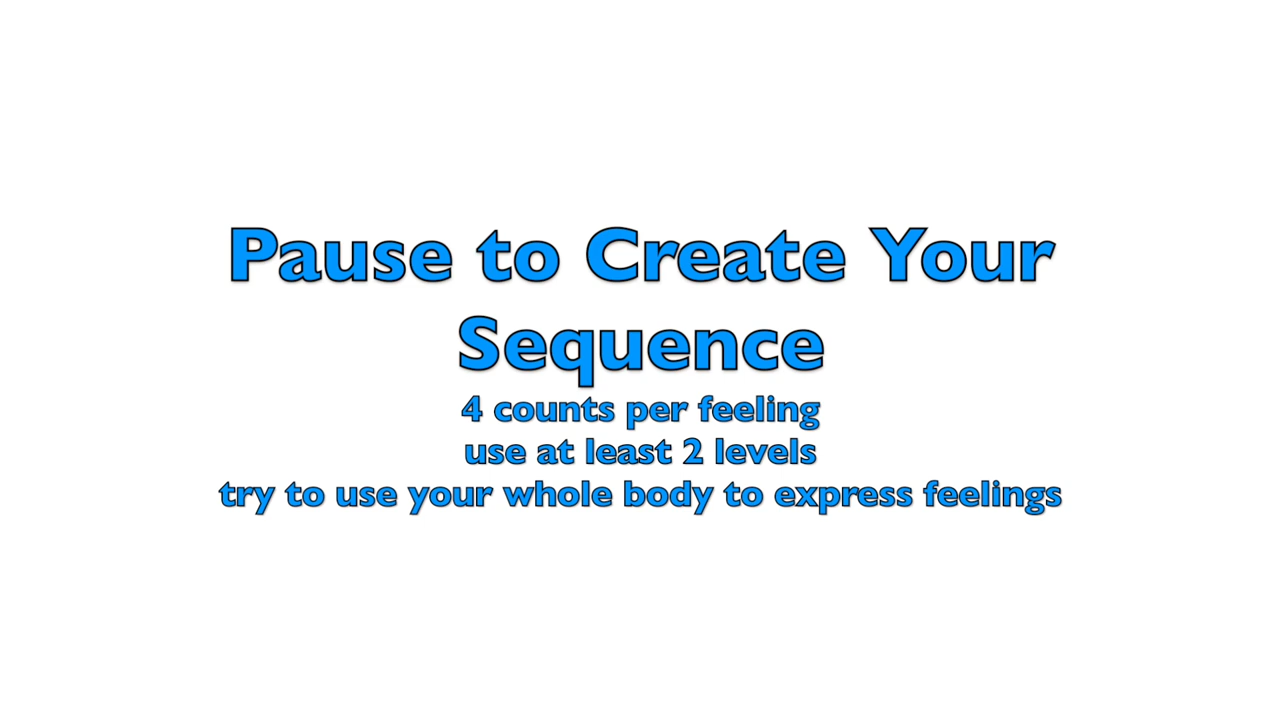 Pause to Create Your
Sequence
4 counts per feeling
use at least 2 levels
try to use your whole body to express feelings